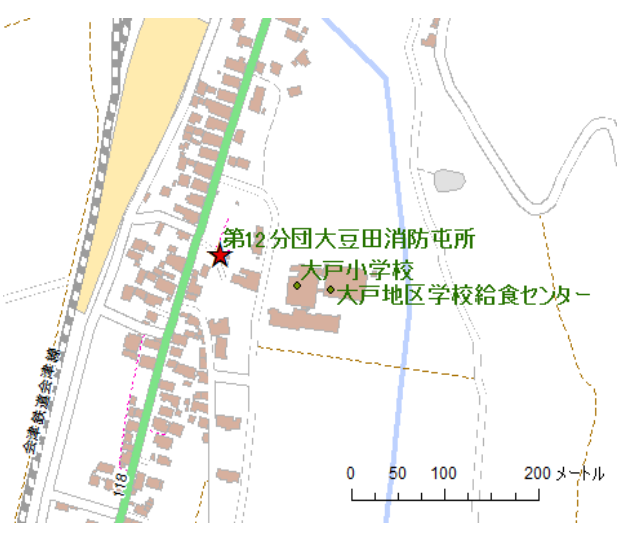 第12分団大豆田消防屯所
大戸小学校
大戸地区学校給食センター
会津鉄道会津線
118
0 50 100 200 メートル